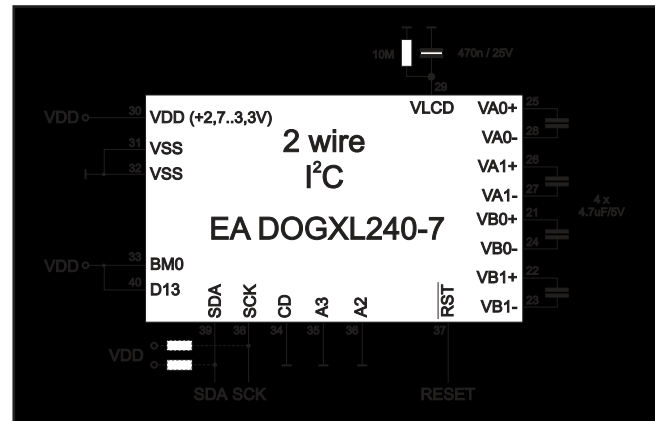 10M
470n / 25V
29
VDD
30
VDD (+2,7..3,3V)
VLCD
VA0+
25
31
VSS
2 wire
VA0-
28
32
VSS
I²C
VA1+
26
VA1-
27
4 x
4.7uF/5V
EA DOGXL240-7
VB0+
21
VB0-
24
VDD
33
BM0
VB1+
22
40
D13
SDA
SCK
CD
A3
A2
RST
VB1-
23
39
38
34
35
36
37
VDD
SDA SCK
RESET